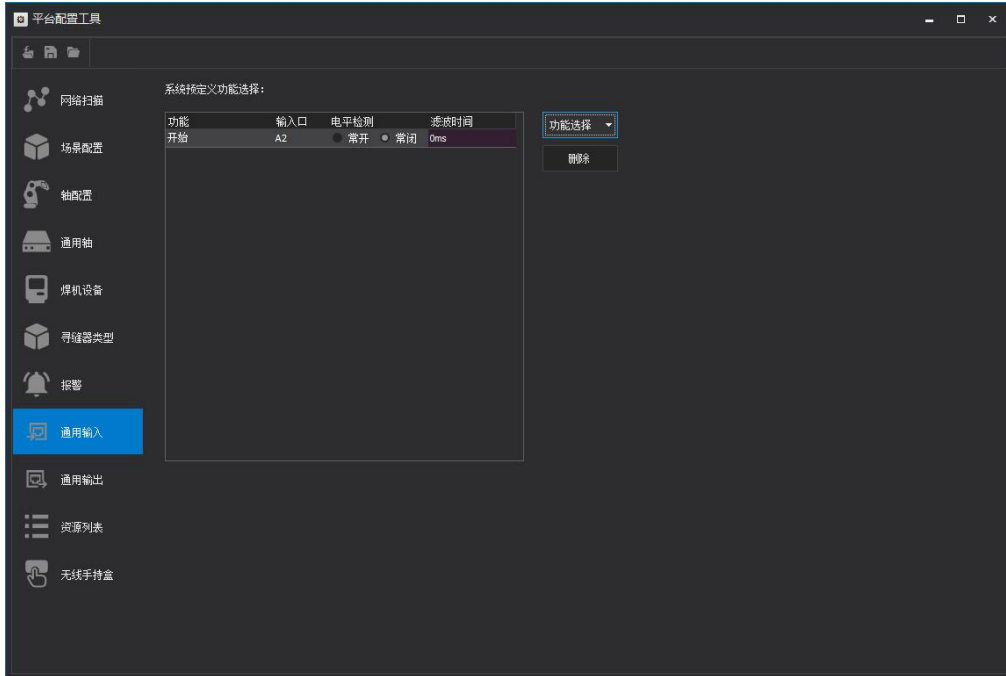 平台配置工具
网络扫描
场景配置
轴配置
通用轴
焊机设备
寻缝器类型
报警
通用输入
通用输出
资源列表
无线手持盒
系统预定义功能选择：
功能 输入口 电平检测 滤波时间
开始 A2 常开 常闭 0ms
功能选择
删除